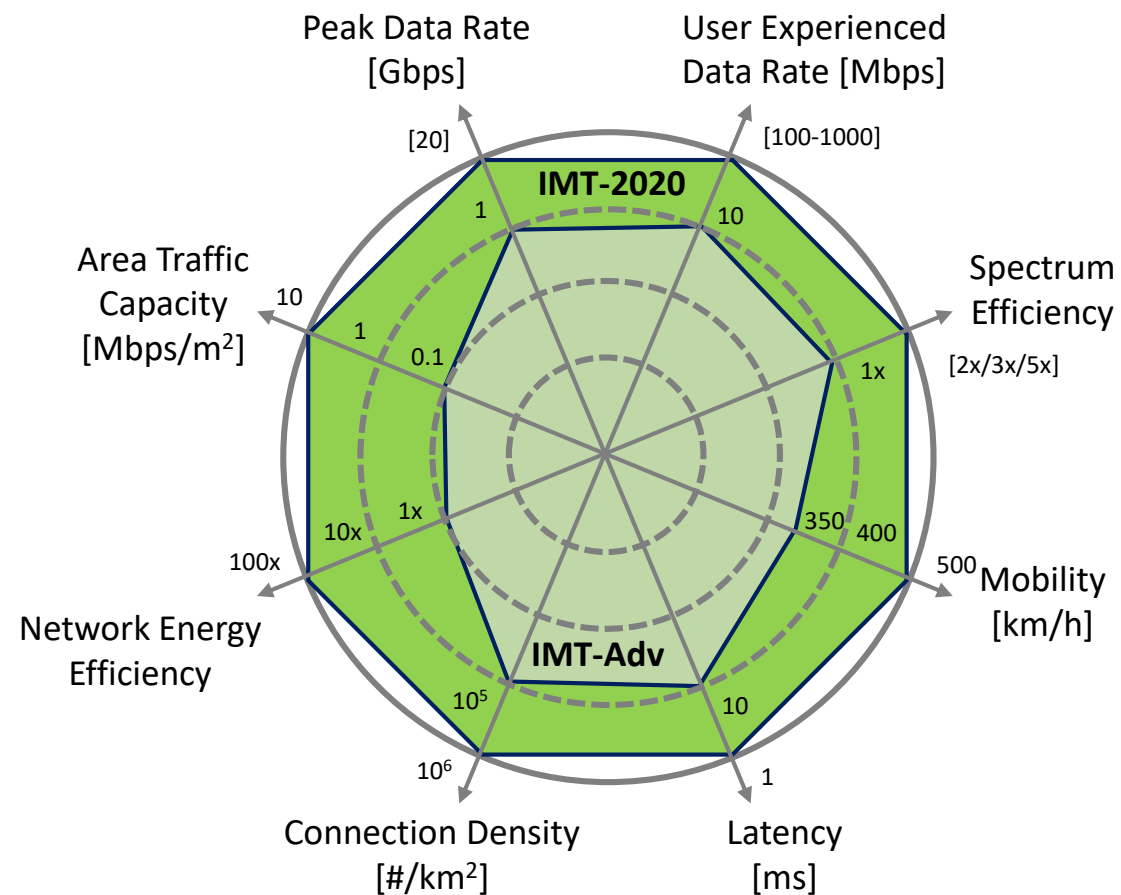 Peak Data Rate
[Gbps]
User Experienced
Data Rate [Mbps]
[20]
[100-1000]
IMT-2020
1
10
Area Traffic
Capacity
[Mbps/m²]
10
1
0.1
Spectrum
Efficiency
1x
[2x/3x/5x]
1x
10x
100x
350
400
500
Mobility
[km/h]
Network Energy
Efficiency
IMT-Adv
10⁵
10
10⁶
1
Connection Density
[#/km²]
Latency
[ms]